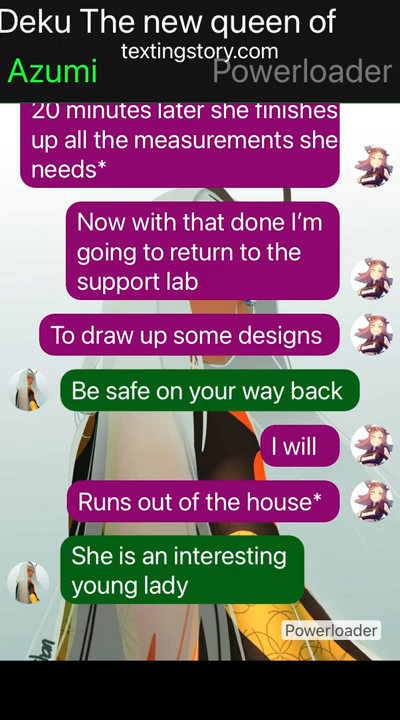 Deku The new queen of
textingstory.com
Azumi
Powerloader
20 minutes later she finishes
up all the measurements she
needs*
Now with that done I’m
going to return to the
support lab
To draw up some designs
Be safe on your way back
I will
Runs out of the house*
She is an interesting
young lady
Powerloader